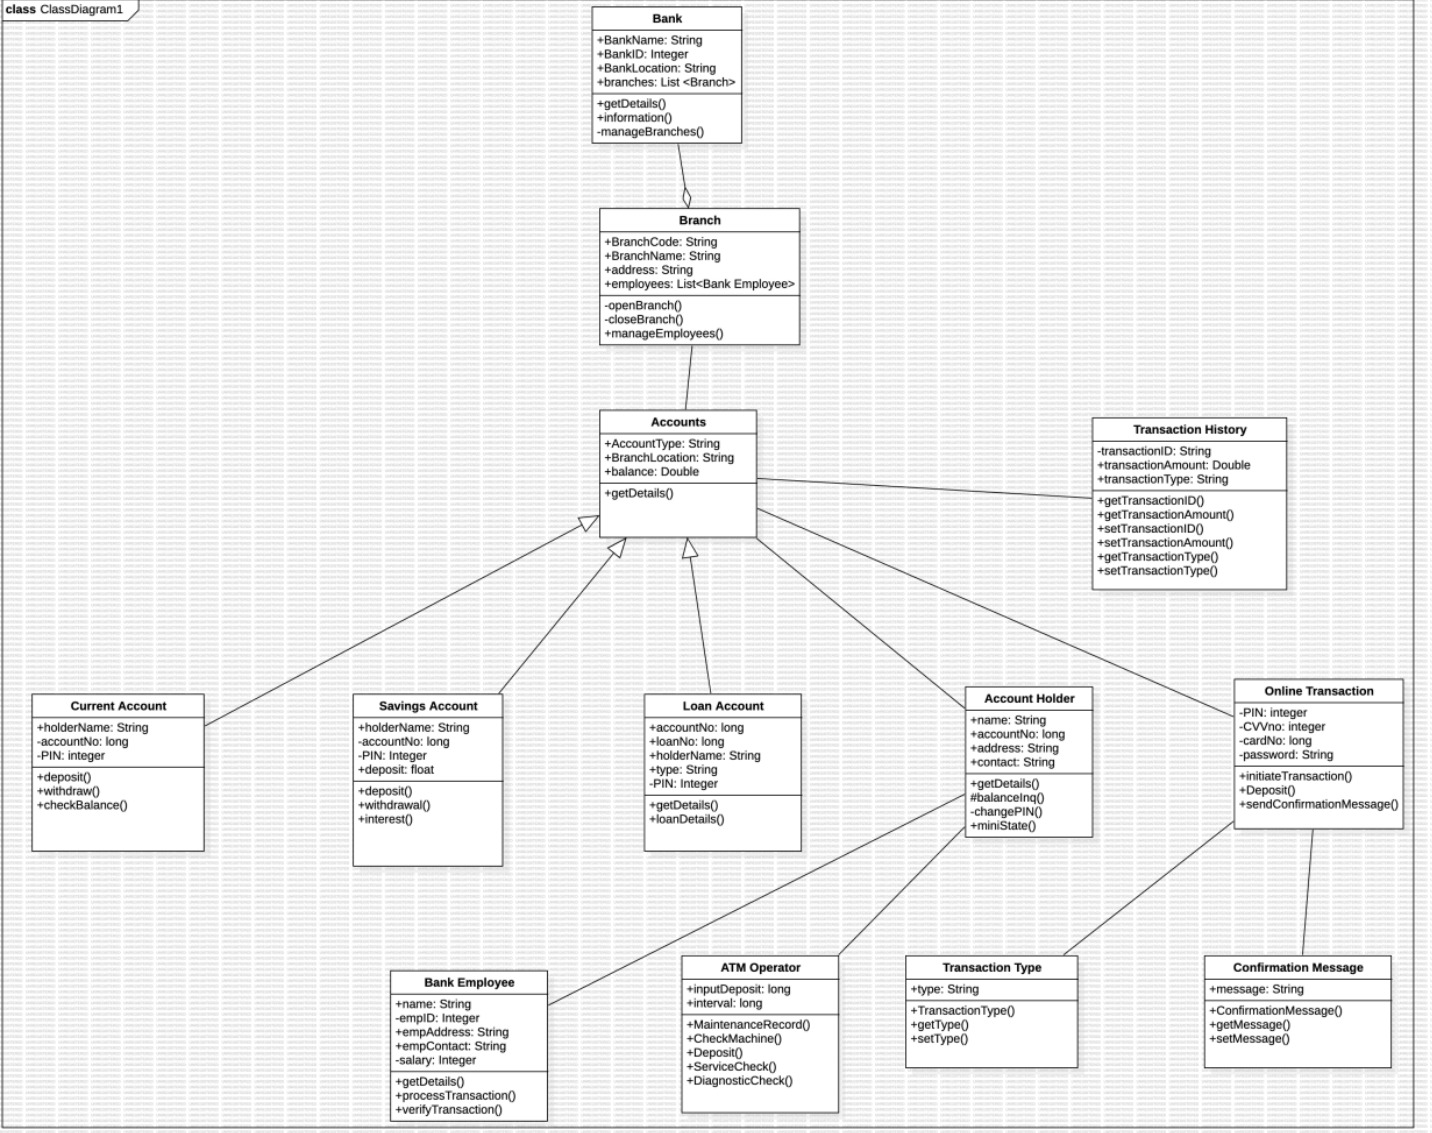 class ClassDiagram1
Bank
+BankName: String
+BankID: Integer
+BankLocation: String
+branches: List <Branch>
+getDetails()
+information()
-manageBranches()
Branch
+BranchCode: String
+BranchName: String
+address: String
+employees: List<Bank Employee>
-openBranch()
-closeBranch()
+manageEmployees()
Accounts
+AccountType: String
+BranchLocation: String
+balance: Double
+getDetails()
Transaction History
-transactionID: String
+transactionAmount: Double
+transactionType: String
+getTransactionID()
+getTransactionAmount()
+setTransactionID()
+setTransactionAmount()
+getTransactionType()
+setTransactionType()
Current Account
+holderName: String
-accountNo: long
-PIN: integer
+deposit()
+withdraw()
+checkBalance()
Savings Account
+holderName: String
-accountNo: long
-PIN: Integer
+deposit: float
+deposit()
+withdrawal()
+interest()
Loan Account
+accountNo: long
+loanNo: long
+holderName: String
+type: String
-PIN: Integer
+getDetails()
+loanDetails()
Account Holder
+name: String
+accountNo: long
+address: String
+contact: String
+getDetails()
#balanceInq()
-changePIN()
+miniState()
Online Transaction
-PIN: integer
-CVVno: integer
-cardNo: long
-password: String
+initiateTransaction()
+Deposit()
+sendConfirmationMessage()
Bank Employee
+name: String
-empID: Integer
+empAddress: String
+empContact: String
-salary: Integer
+getDetails()
+processTransaction()
+verifyTransaction()
ATM Operator
+inputDeposit: long
+interval: long
+MaintenanceRecord()
+CheckMachine()
+Deposit()
+ServiceCheck()
+DiagnosticCheck()
Transaction Type
+type: String
+TransactionType()
+getType()
+setType()
Confirmation Message
+message: String
+ConfirmationMessage()
+getMessage()
+setMessage()